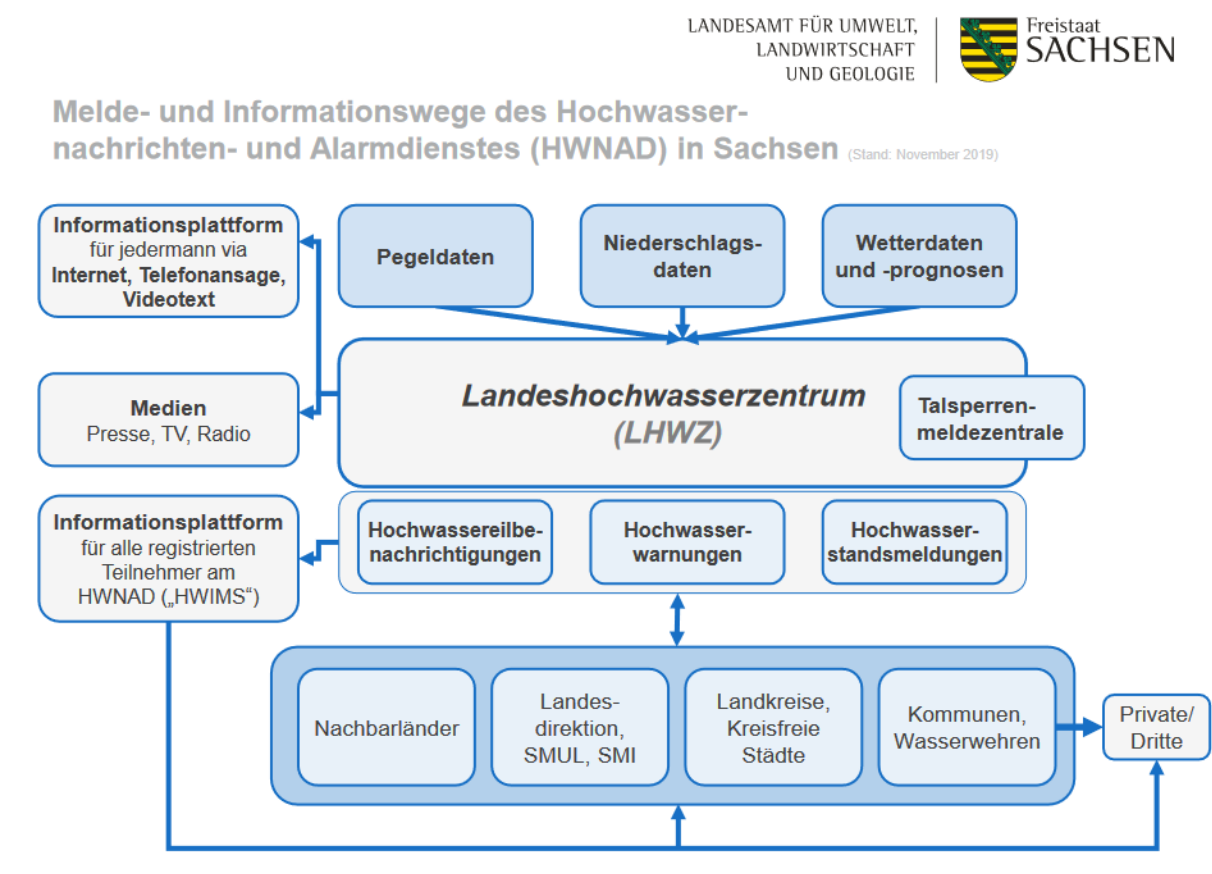 LANDESAMT FÜR UMWELT,
LANDWIRTSCHAFT
UND GEOLOGIE
Freistaat
SACHSEN
Melde- und Informationswege des Hochwasser-
nachrichten- und Alarmdienstes (HWNAD) in Sachsen (Stand: November 2019)
Informationsplattform
für jedermann via
Internet, Telefonansage,
Videotext
Pegeldaten
Niederschlags-
daten
Wetterdaten
und -prognosen
Medien
Presse, TV, Radio
Landeshochwasserzentrum
(LHWZ)
Talsperren-
meldezentrale
Informationsplattform
für alle registrierten
Teilnehmer am
HWNAD („HWIMS“)
Hochwassereilbe-
nachrichtigungen
Hochwasser-
warnungen
Hochwasser-
standsmeldungen
Nachbarländer
Landes-
direktion,
SMUL, SMI
Landkreise,
Kreisfreie
Städte
Kommunen,
Wasserwehren
Private/
Dritte